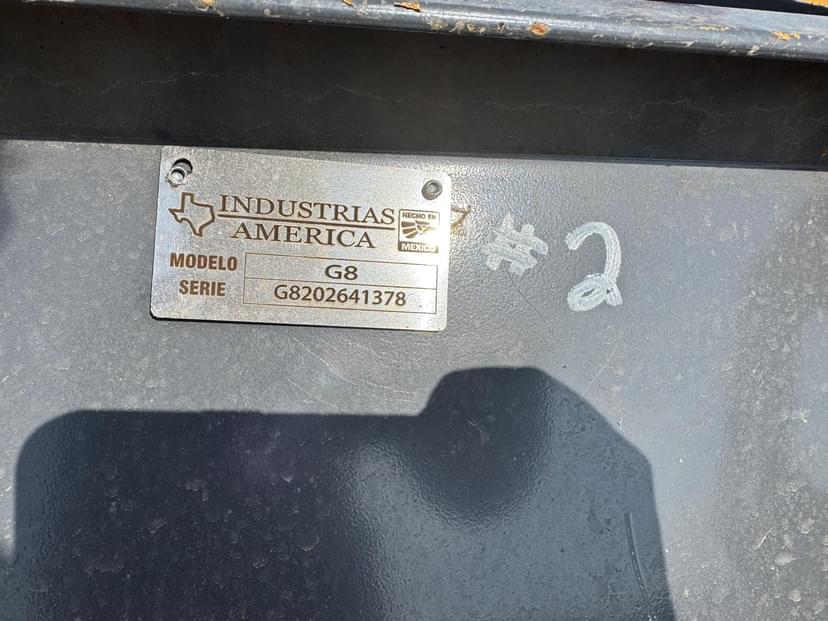 INDUSTRIAS
AMERICA
HECHO EN
MEXICO
MODELO G8
SERIE G8202641378
#2